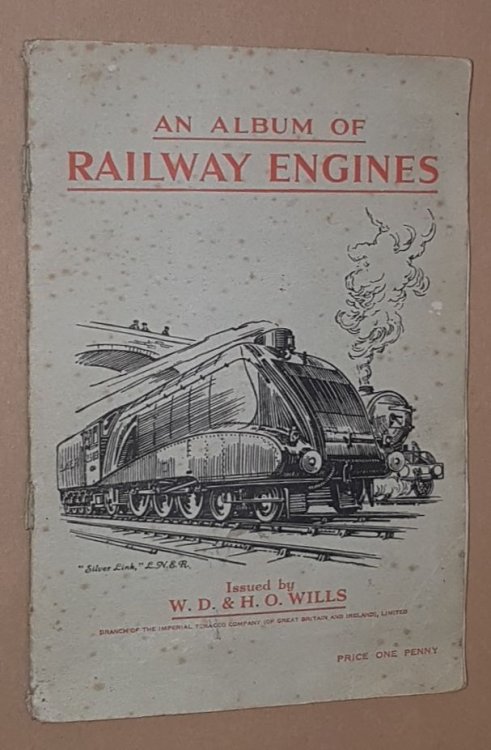 AN ALBUM OF
RAILWAY ENGINES
"Silver Link," L.N.E.R.
Issued by
W. D. & H. O. WILLS
BRANCH OF THE IMPERIAL TOBACCO COMPANY (OF GREAT BRITAIN AND IRELAND), LIMITED
PRICE ONE PENNY